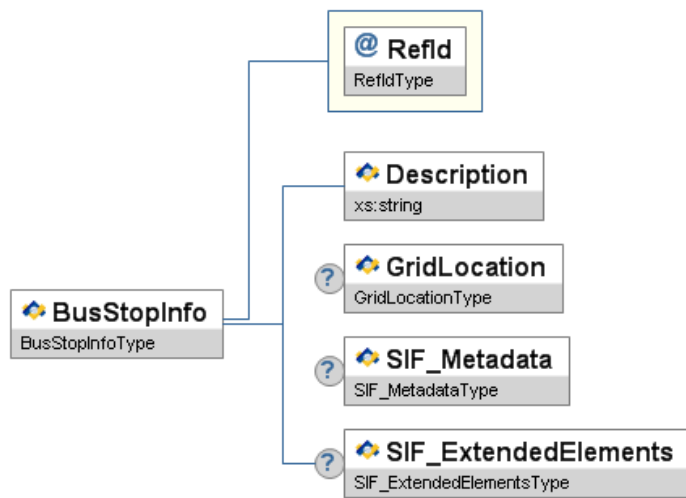 @ RefId
RefIdType
Description
xs:string
? GridLocation
GridLocationType
BusStopInfo
BusStopInfoType
? SIF_Metadata
SIF_MetadataType
? SIF_ExtendedElements
SIF_ExtendedElementsType